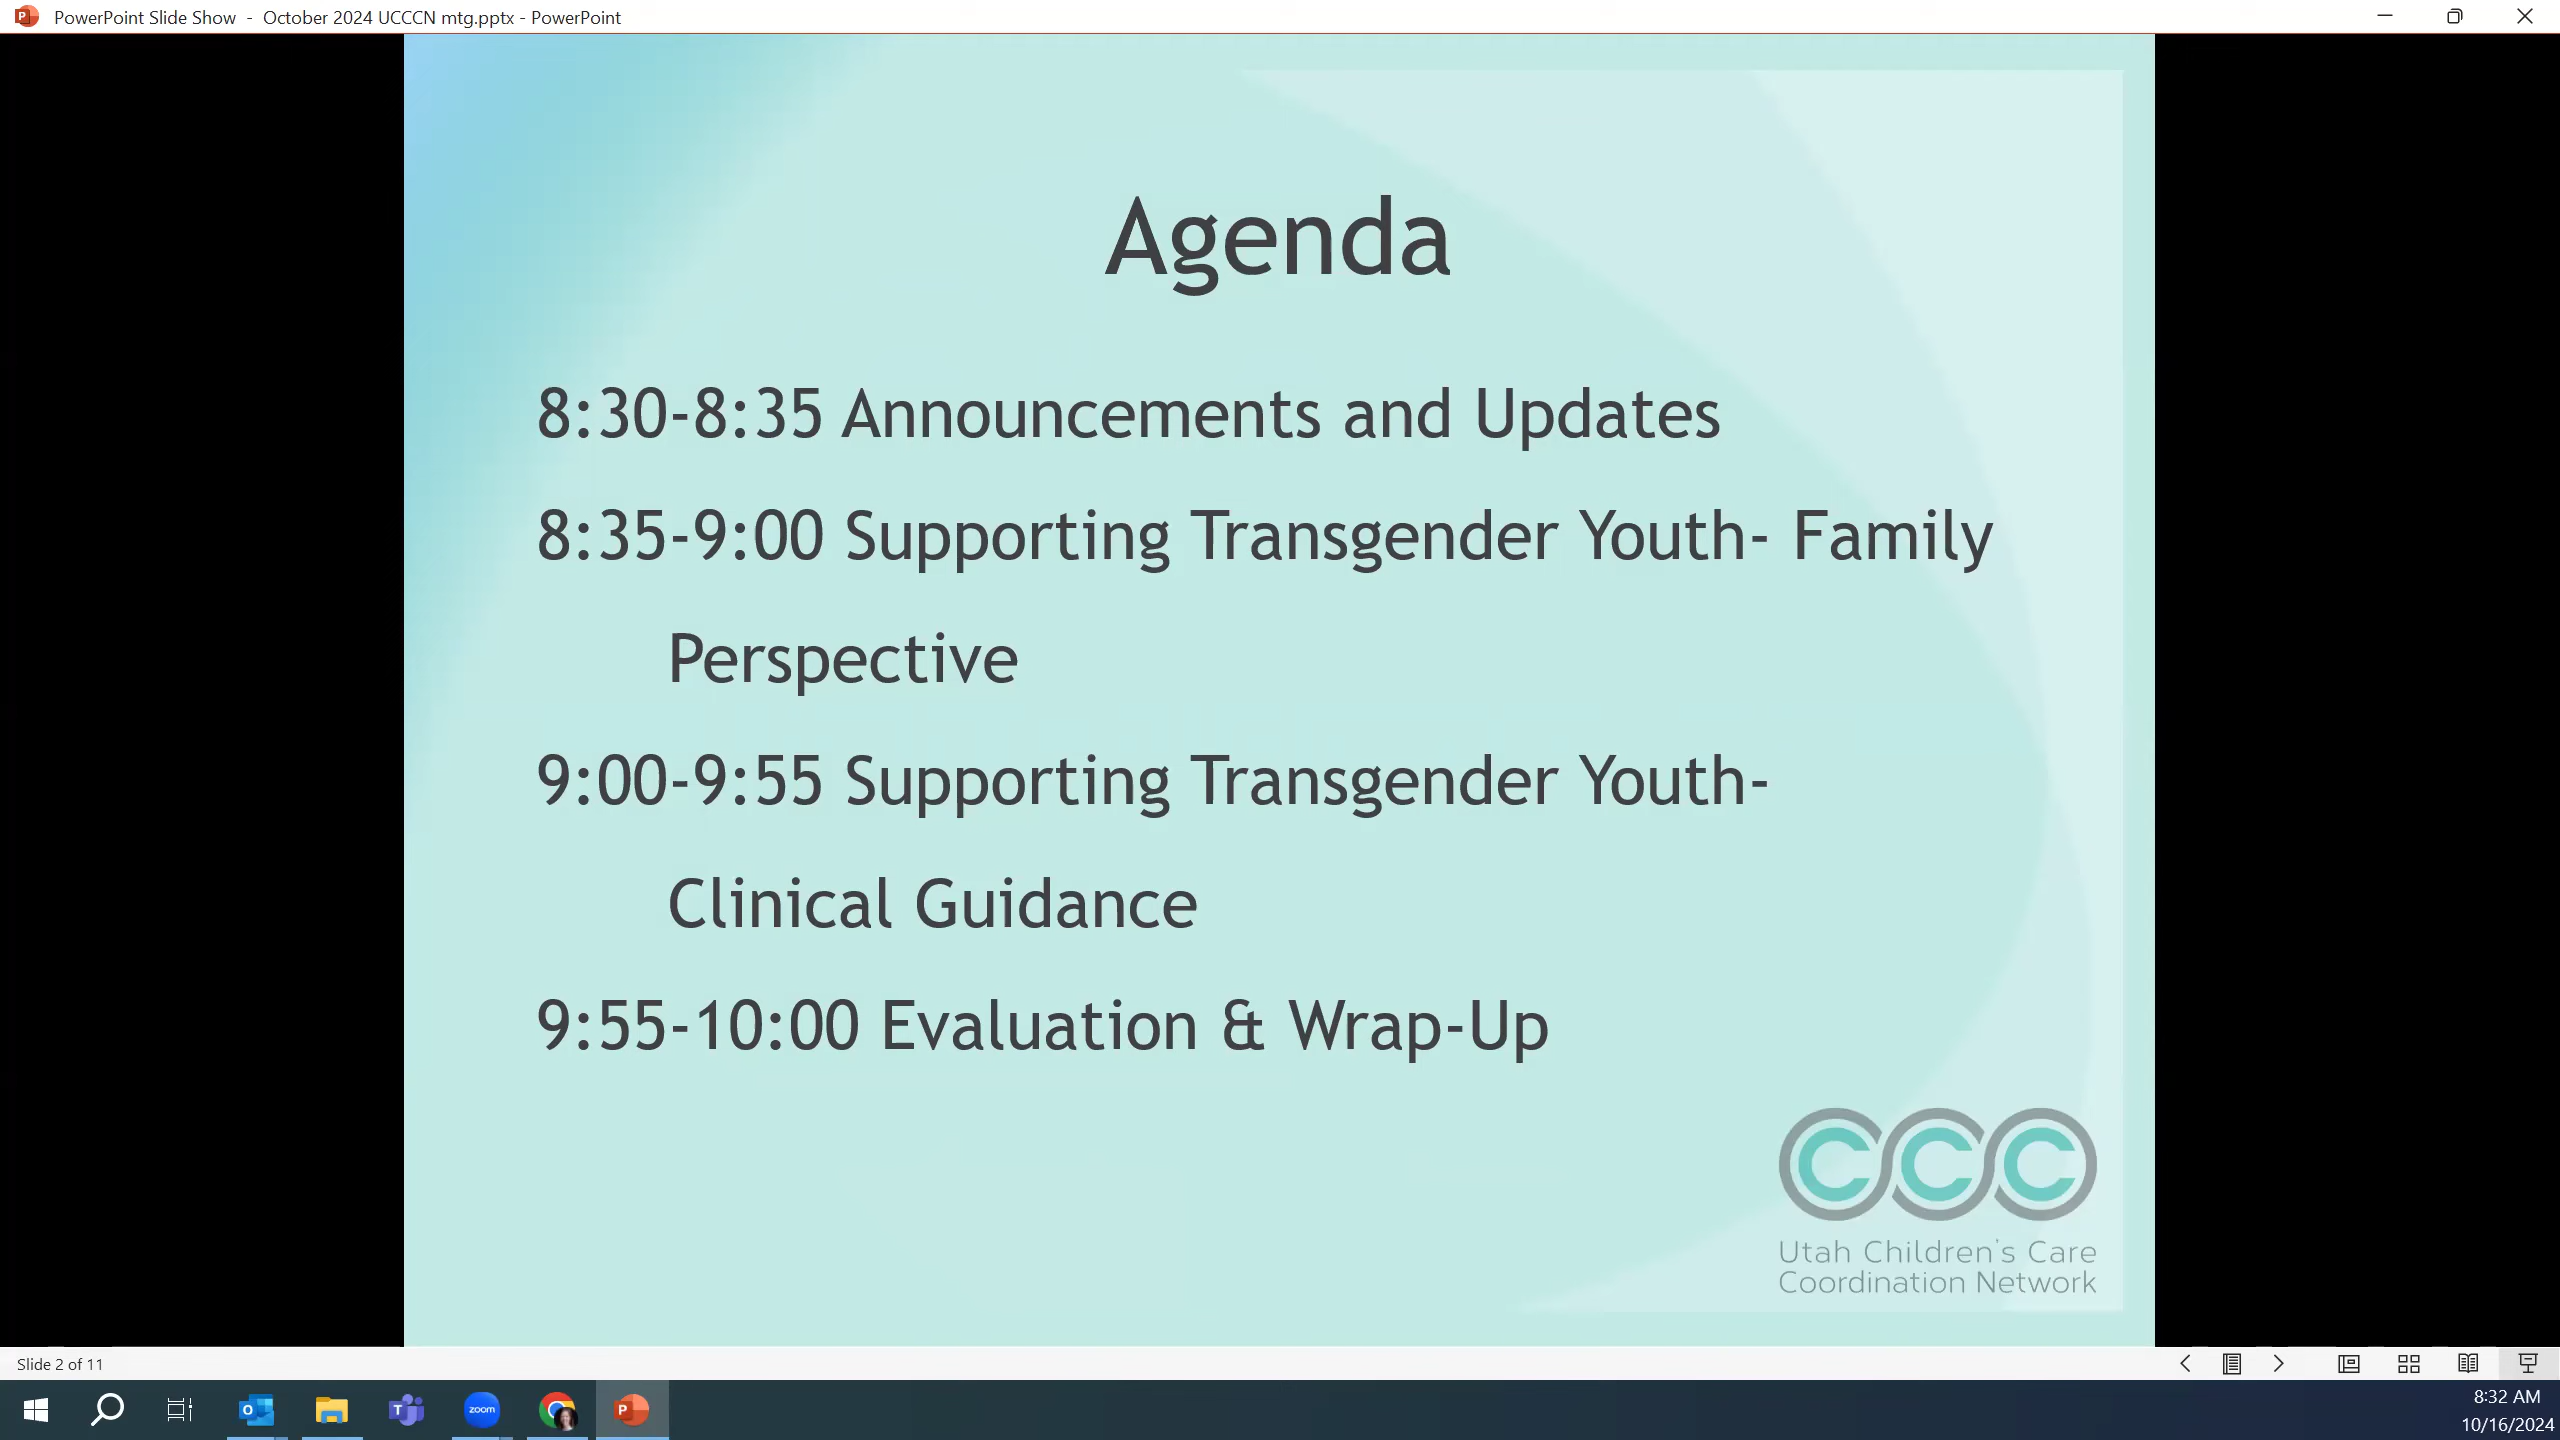 PowerPoint Slide Show - October 2024 UCCCN mtg.pptx - PowerPoint
Agenda
8:30-8:35 Announcements and Updates
8:35-9:00 Supporting Transgender Youth- Family
Perspective
9:00-9:55 Supporting Transgender Youth-
Clinical Guidance
9:55-10:00 Evaluation & Wrap-Up
CCC
Utah Children's Care
Coordination Network
Slide 2 of 11
zoom
8:32 AM
10/16/2024